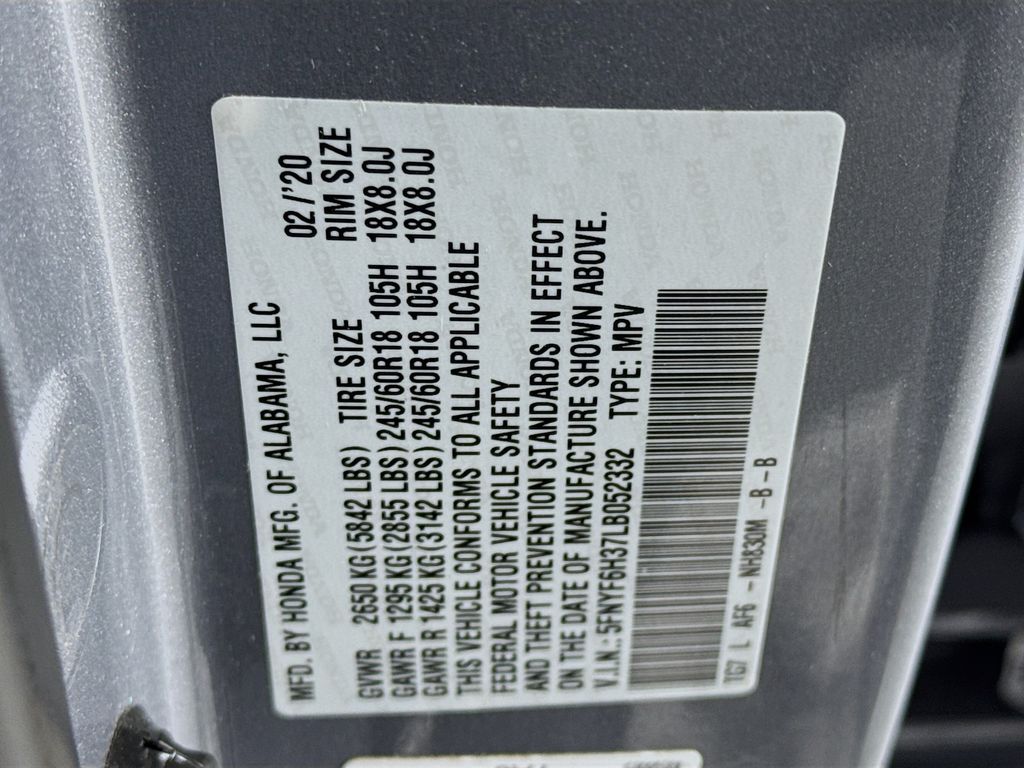 MFD. BY HONDA MFG. OF ALABAMA, LLC 02/'20
GVWR 2650 KG(5842 LBS) TIRE SIZE RIM SIZE
GAWR F 1295 KG(2855 LBS)245/60R18 105H 18X8.0J
GAWR R 1425 KG(3142 LBS)245/60R18 105H 18X8.0J
THIS VEHICLE CONFORMS TO ALL APPLICABLE
FEDERAL MOTOR VEHICLE SAFETY
AND THEFT PREVENTION STANDARDS IN EFFECT
ON THE DATE OF MANUFACTURE SHOWN ABOVE.
V.I.N.: 5FNYF6H37LB052332 TYPE: MPV
TG7 L AF6 -NH830M -B -B